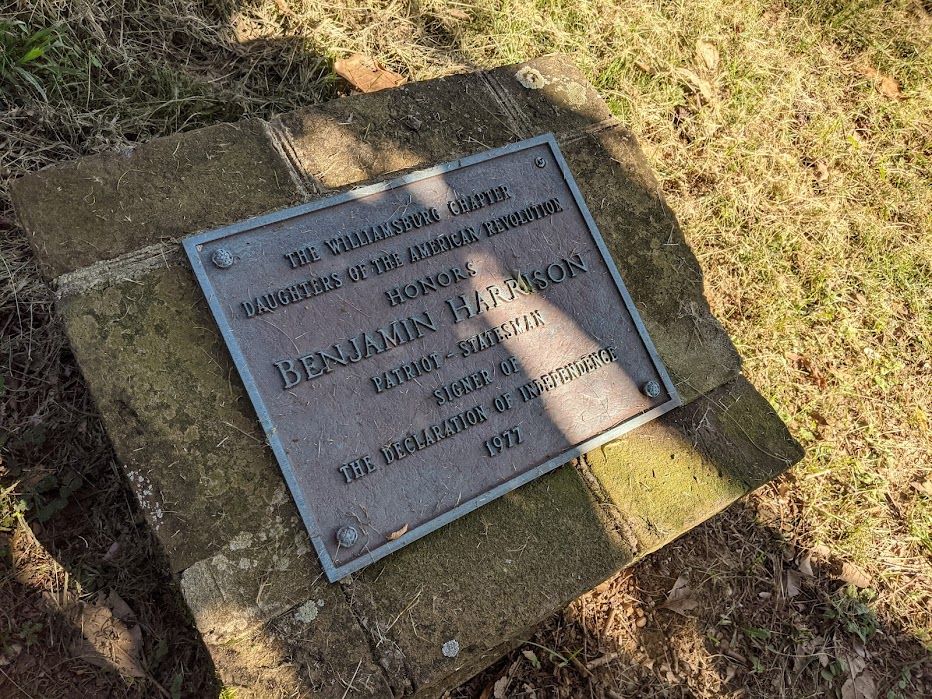 THE WILLIAMSBURG CHAPTER
DAUGHTERS OF THE AMERICAN REVOLUTION
HONORS
BENJAMIN HARRISON
PATRIOT - STATESMAN
SIGNER OF
THE DECLARATION OF INDEPENDENCE
1977